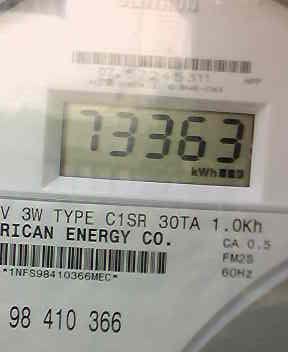 73363
kWh
V 3W TYPE C1SR 30TA 1.0Kh
RICAN ENERGY CO.
CA 0.5
FM2S
60Hz
*1NFS98410366MEC*
98 410 366